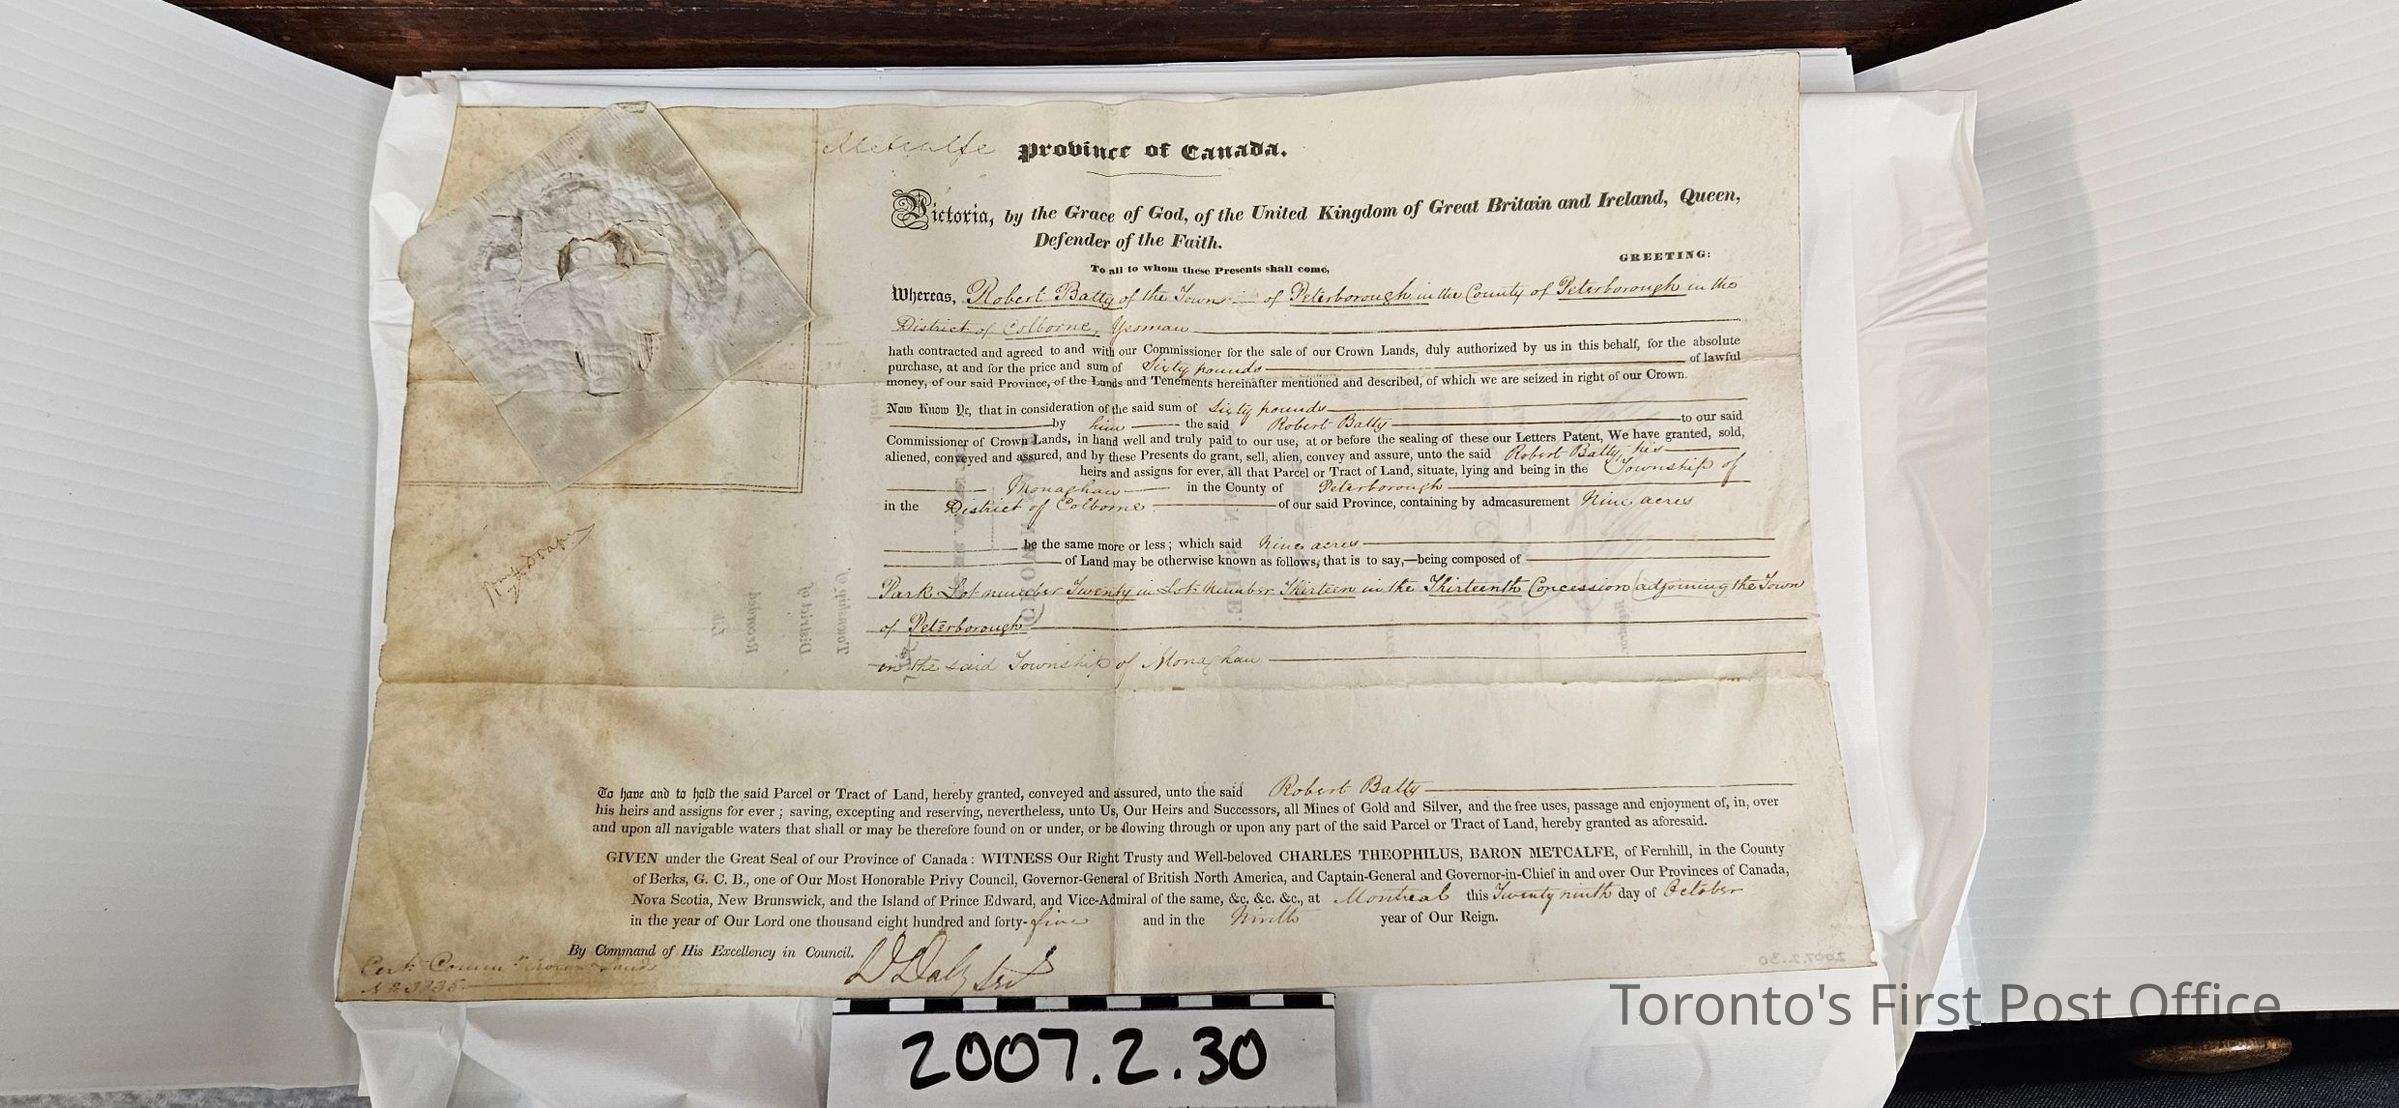 Metcalfe
Province of Canada.
Victoria, by the Grace of God, of the United Kingdom of Great Britain and Ireland, Queen,
Defender of the Faith.
GREETING:
To all to whom these Presents shall come,
Whereas, Robert Batty of the Town of Peterborough in the County of Peterborough in the
District of Colborne, Yeoman
hath contracted and agreed to and with our Commissioner for the sale of our Crown Lands, duly authorized by us in this behalf, for the absolute
purchase, at and for the price and sum of Sixty pounds of lawful
money, of our said Province, of the Lands and Tenements hereinafter mentioned and described, of which we are seized in right of our Crown.
Now Know Ye, that in consideration of the said sum of Sixty pounds
by him the said Robert Batty to our said
Commissioner of Crown Lands, in hand well and truly paid to our use, at or before the sealing of these our Letters Patent, We have granted, sold,
aliened, conveyed and assured, and by these Presents do grant, sell, alien, convey and assure, unto the said Robert Batty, his
heirs and assigns for ever, all that Parcel or Tract of Land, situate, lying and being in the Township of
Monaghan in the County of Peterborough
in the District of Colborne of our said Province, containing by admeasurement Nine acres
be the same more or less; which said Nine acres
of Land may be otherwise known as follows; that is to say,—being composed of
Park Lot number Twenty in Lot Number Thirteen in the Thirteenth Concession (adjoining the Town
of Peterborough)
in the said Township of Monaghan
To have and to hold the said Parcel or Tract of Land, hereby granted, conveyed and assured, unto the said Robert Batty
his heirs and assigns for ever; saving, excepting and reserving, nevertheless, unto Us, Our Heirs and Successors, all Mines of Gold and Silver, and the free uses, passage and enjoyment of, in, over
and upon all navigable waters that shall or may be therefore found on or under, or be flowing through or upon any part of the said Parcel or Tract of Land, hereby granted as aforesaid.
GIVEN under the Great Seal of our Province of Canada: WITNESS Our Right Trusty and Well-beloved CHARLES THEOPHILUS, BARON METCALFE, of Fernhill, in the County
of Berks, G. C. B., one of Our Most Honorable Privy Council, Governor-General of British North America, and Captain-General and Governor-in-Chief in and over Our Provinces of Canada,
Nova Scotia, New Brunswick, and the Island of Prince Edward, and Vice-Admiral of the same, &c. &c. &c., at Montreal this Twenty ninth day of October
in the year of Our Lord one thousand eight hundred and forty-five and in the Ninth year of Our Reign.
By Command of His Excellency in Council.
D Daly Secy
2007.2.30
2007.2.30
Toronto's First Post Office